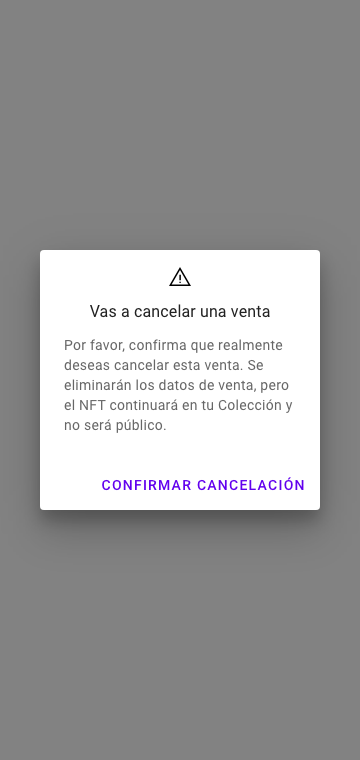 Vas a cancelar una venta
Por favor, confirma que realmente
deseas cancelar esta venta. Se
eliminarán los datos de venta, pero
el NFT continuará en tu Colección y
no será público.
CONFIRMAR CANCELACIÓN